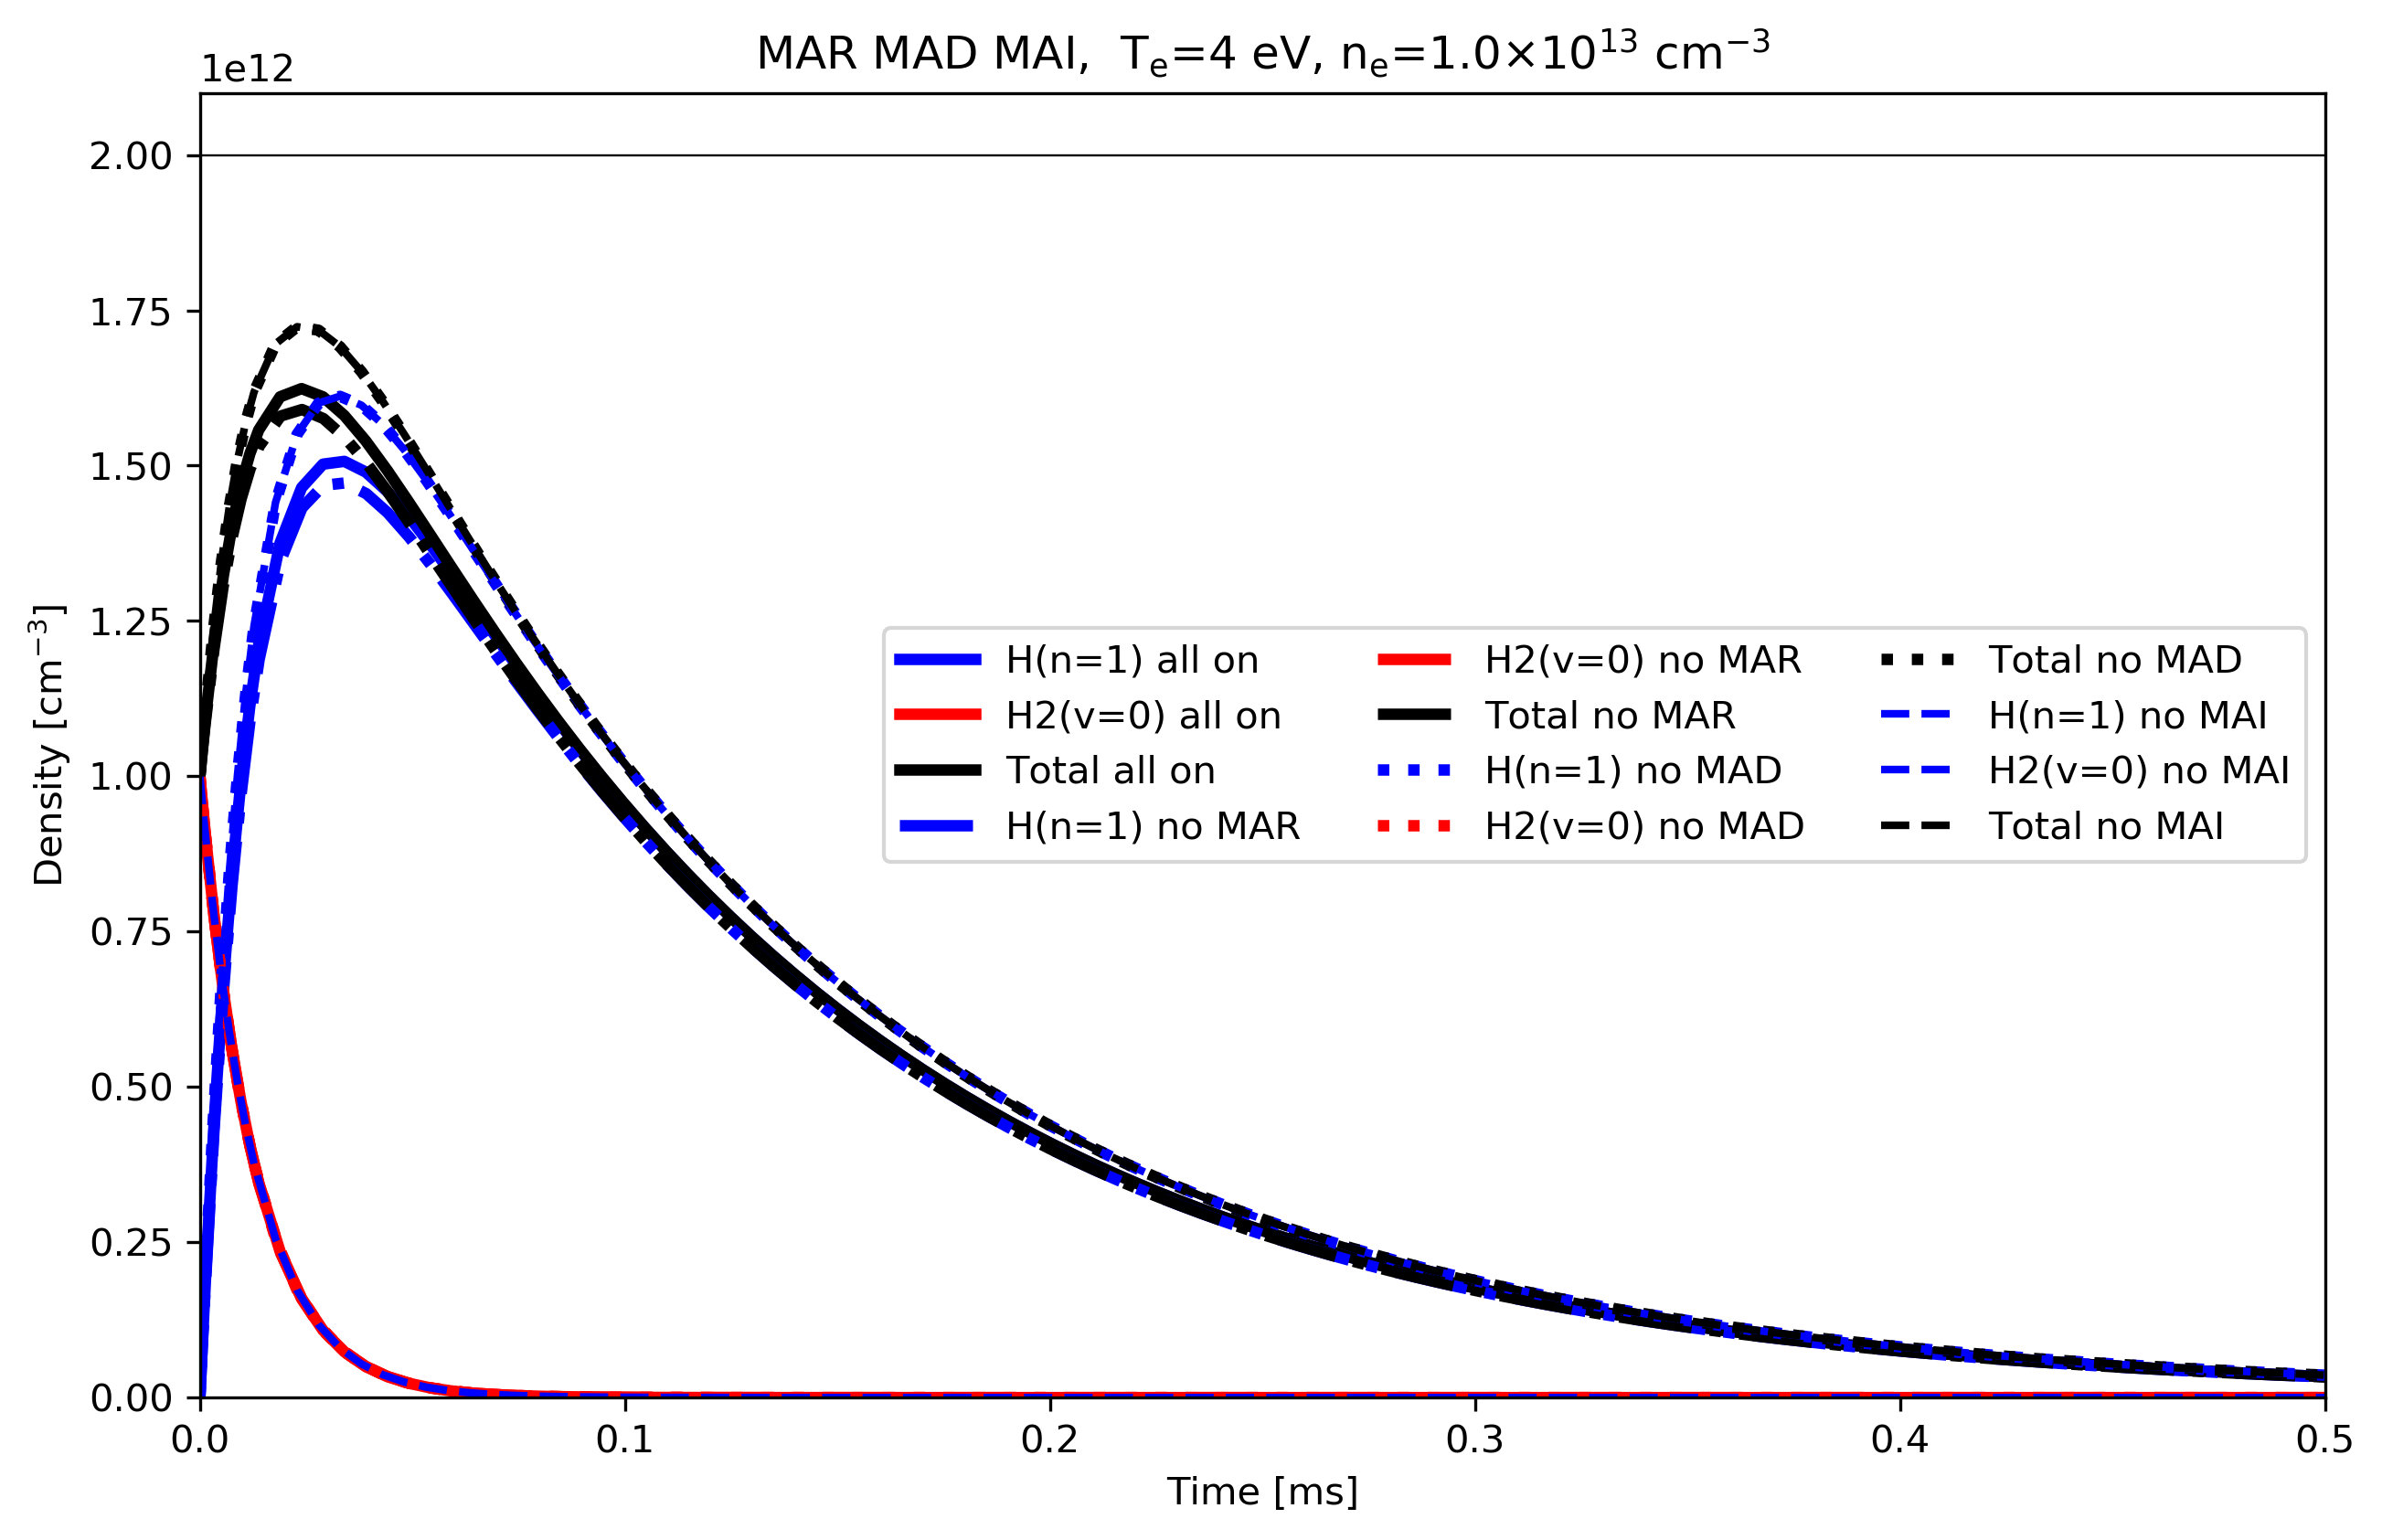 MAR MAD MAI,  Tₑ=4 eV, nₑ=1.0×10¹³ cm⁻³
1e12
2.00
1.75
1.50
1.25
1.00
0.75
0.50
0.25
0.00
Density [cm⁻³]
H(n=1) all on
H2(v=0) all on
Total all on
H(n=1) no MAR
H2(v=0) no MAR
Total no MAR
H(n=1) no MAD
H2(v=0) no MAD
Total no MAD
H(n=1) no MAI
H2(v=0) no MAI
Total no MAI
0.0 0.1 0.2 0.3 0.4 0.5
Time [ms]